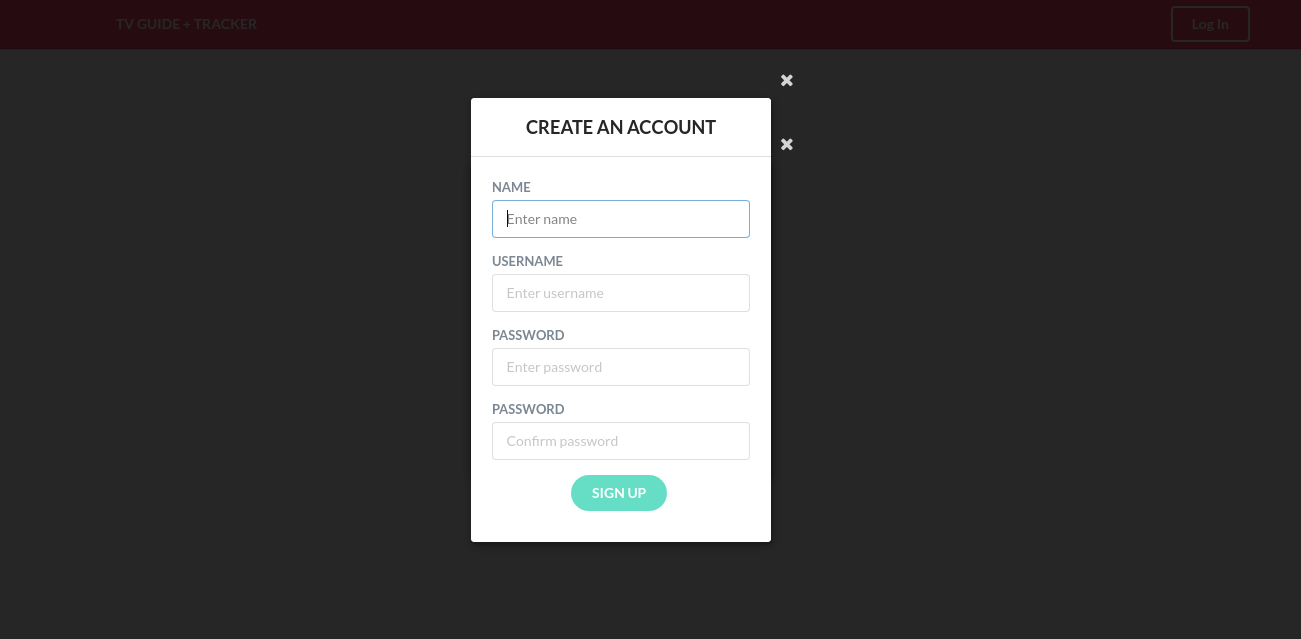 TV GUIDE + TRACKER
Log In
CREATE AN ACCOUNT
NAME
Enter name
USERNAME
Enter username
PASSWORD
Enter password
PASSWORD
Confirm password
SIGN UP